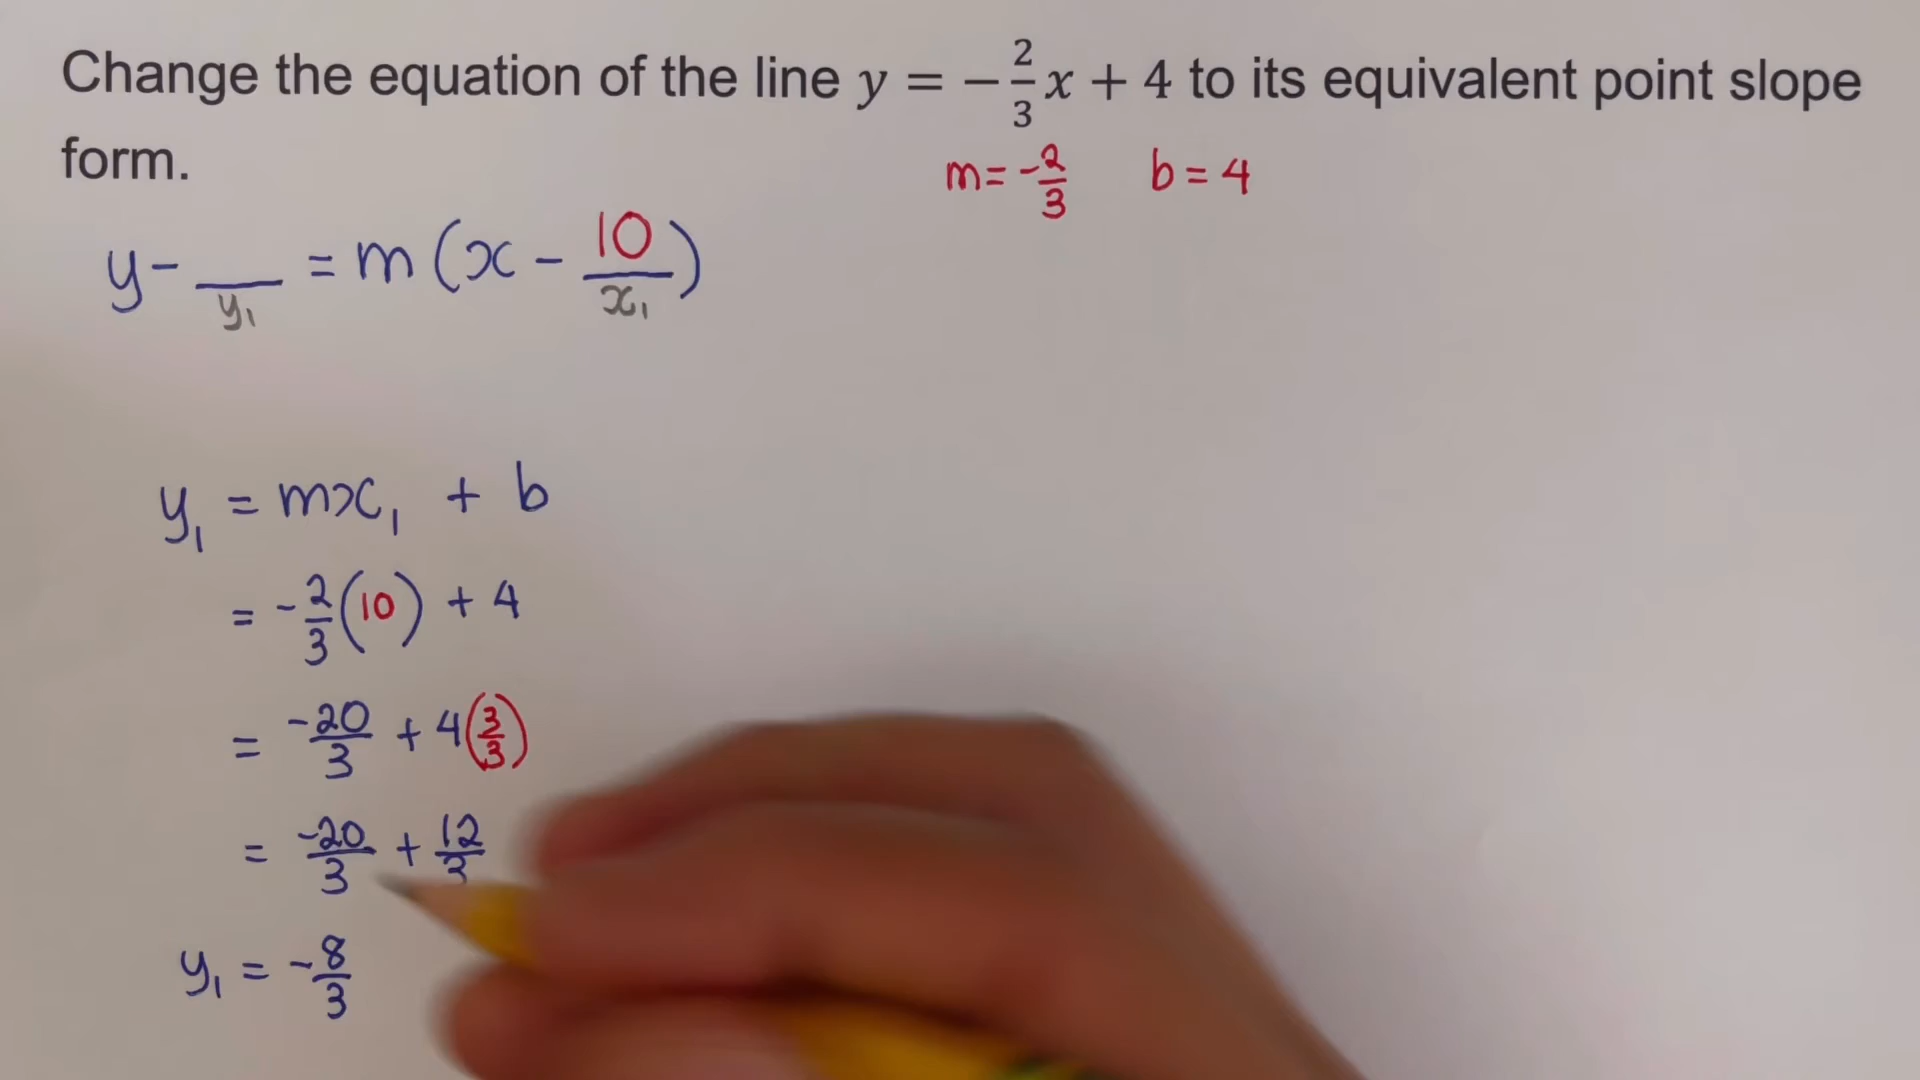 Change the equation of the line y = −2/3 x + 4 to its equivalent point slope
form.
m = -2/3 b = 4
y - ___ = m (x - 10)
y₁ x₁
y₁ = mx₁ + b
= -2/3 (10) + 4
= -20/3 + 4(3/3)
= -20/3 + 12/3
y₁ = -8/3